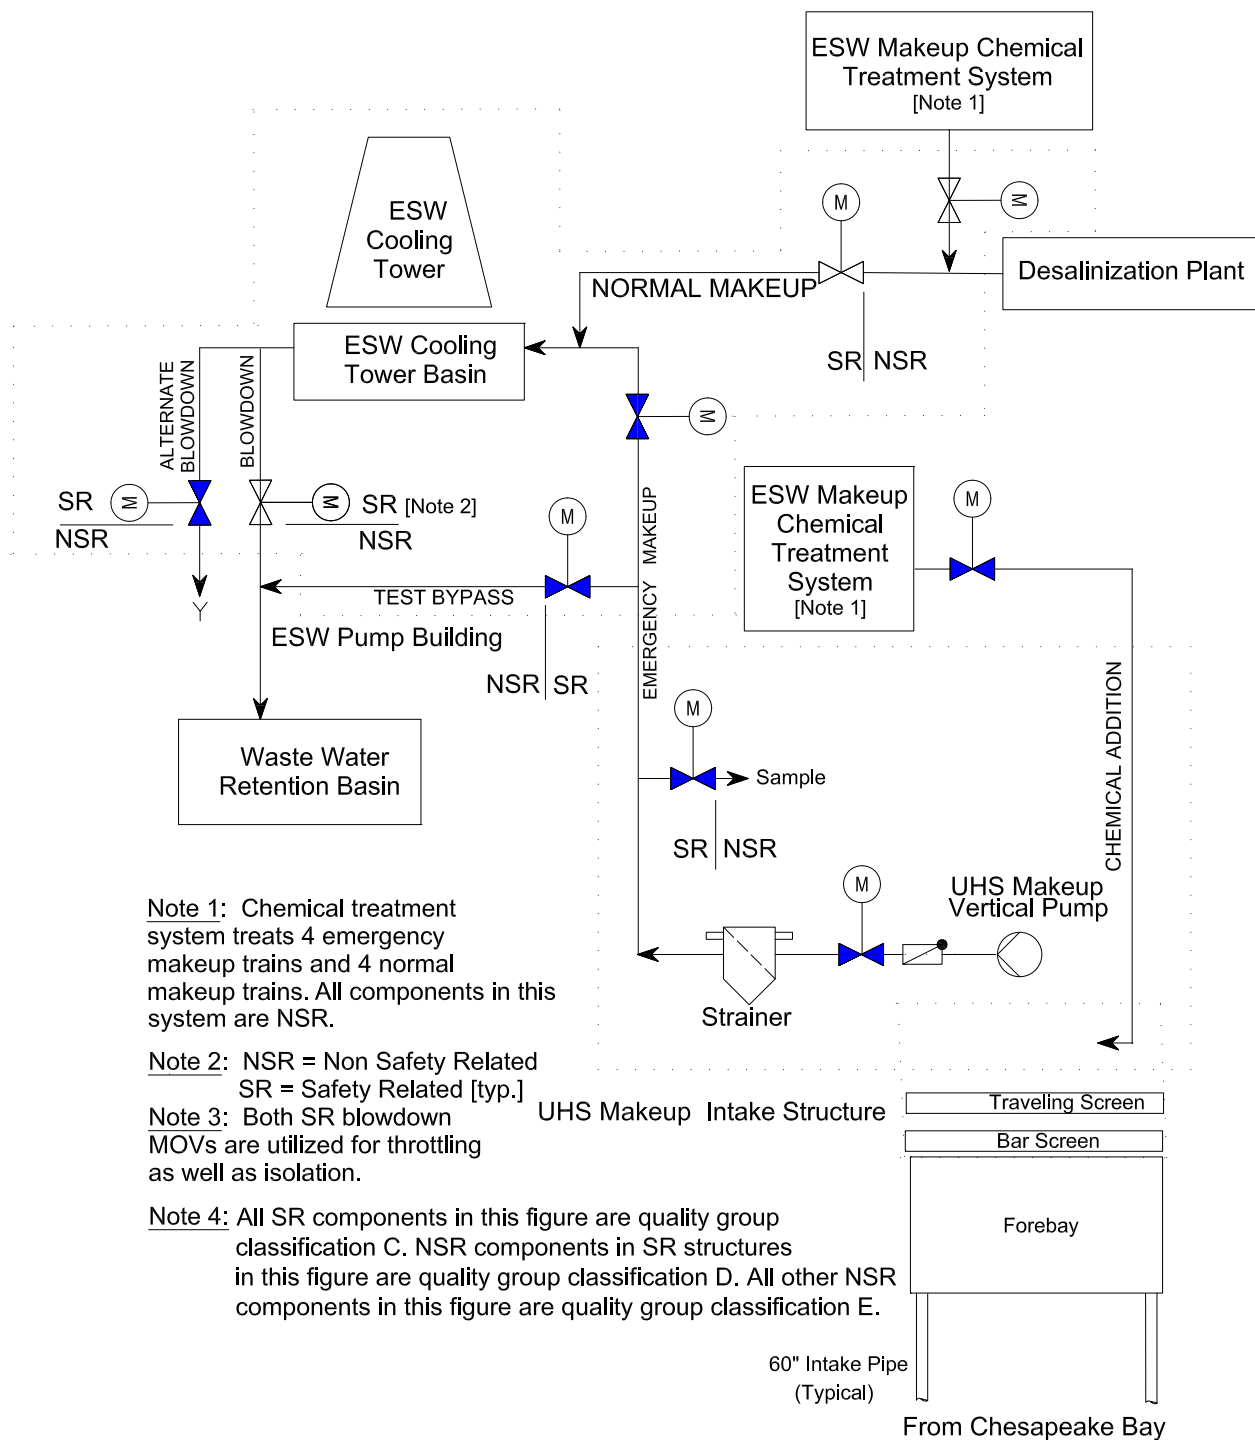 ESW Makeup Chemical
Treatment System
[Note 1]
M
M
Desalinization Plant
NORMAL MAKEUP
SR NSR
ESW
Cooling
Tower
ESW Cooling
Tower Basin
ALTERNATE
BLOWDOWN
BLOWDOWN
M
SR
NSR
M
M
SR [Note 2]
NSR
M
TEST BYPASS
NSR SR
EMERGENCY MAKEUP
ESW Makeup
Chemical
Treatment
System
[Note 1]
M
CHEMICAL ADDITION
Y
ESW Pump Building
Waste Water
Retention Basin
M
Sample
SR NSR
M
UHS Makeup
Vertical Pump
Strainer
Note 1: Chemical treatment
system treats 4 emergency
makeup trains and 4 normal
makeup trains. All components in this
system are NSR.
Note 2: NSR = Non Safety Related
SR = Safety Related [typ.]
Note 3: Both SR blowdown
MOVs are utilized for throttling
as well as isolation.
Note 4: All SR components in this figure are quality group
classification C. NSR components in SR structures
in this figure are quality group classification D. All other NSR
components in this figure are quality group classification E.
UHS Makeup Intake Structure
Traveling Screen
Bar Screen
Forebay
60" Intake Pipe
(Typical)
From Chesapeake Bay